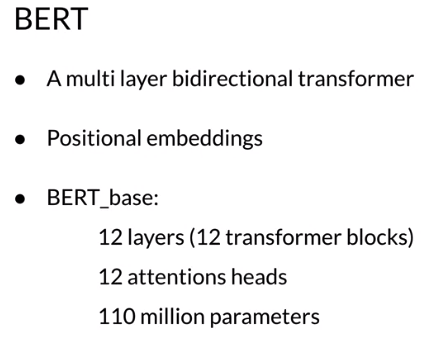 BERT
● A multi layer bidirectional transformer
● Positional embeddings
● BERT_base:
12 layers (12 transformer blocks)
12 attentions heads
110 million parameters